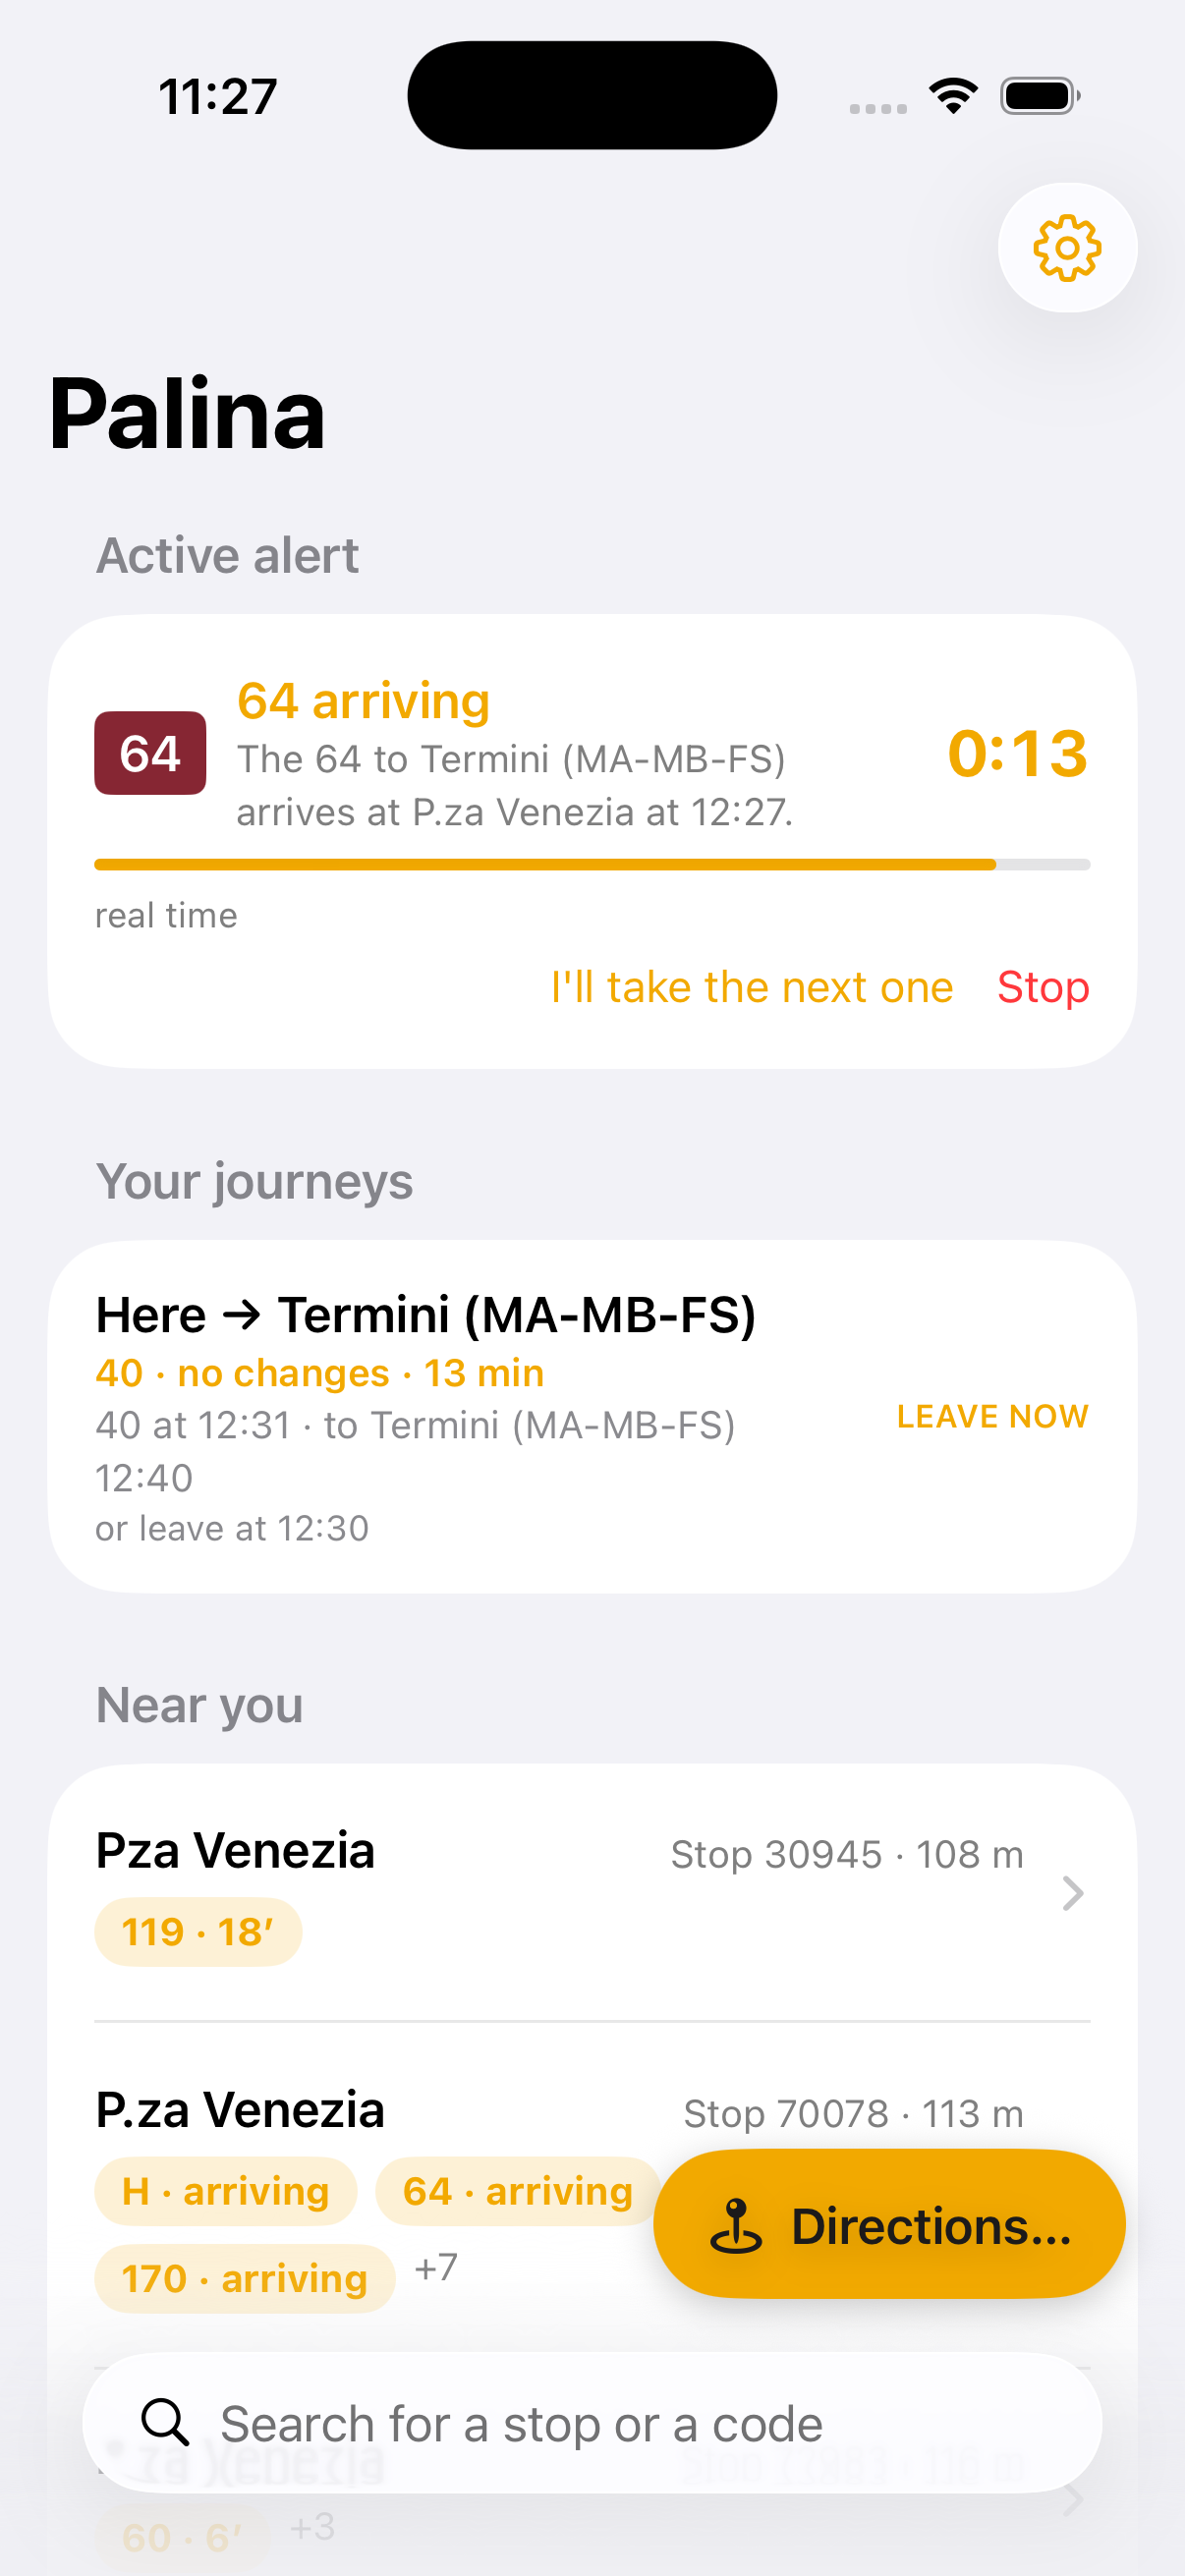 11:27
Palina
Active alert
64
64 arriving
The 64 to Termini (MA-MB-FS)
arrives at P.za Venezia at 12:27.
0:13
real time
I'll take the next one
Stop
Your journeys
Here → Termini (MA-MB-FS)
40 · no changes · 13 min
40 at 12:31 · to Termini (MA-MB-FS)
12:40
or leave at 12:30
LEAVE NOW
Near you
Pza Venezia
Stop 30945 · 108 m
119 · 18′
P.za Venezia
Stop 70078 · 113 m
H · arriving
64 · arriving
170 · arriving
+7
Directions...
Search for a stop or a code
za Venezia
60 · 6′
+3